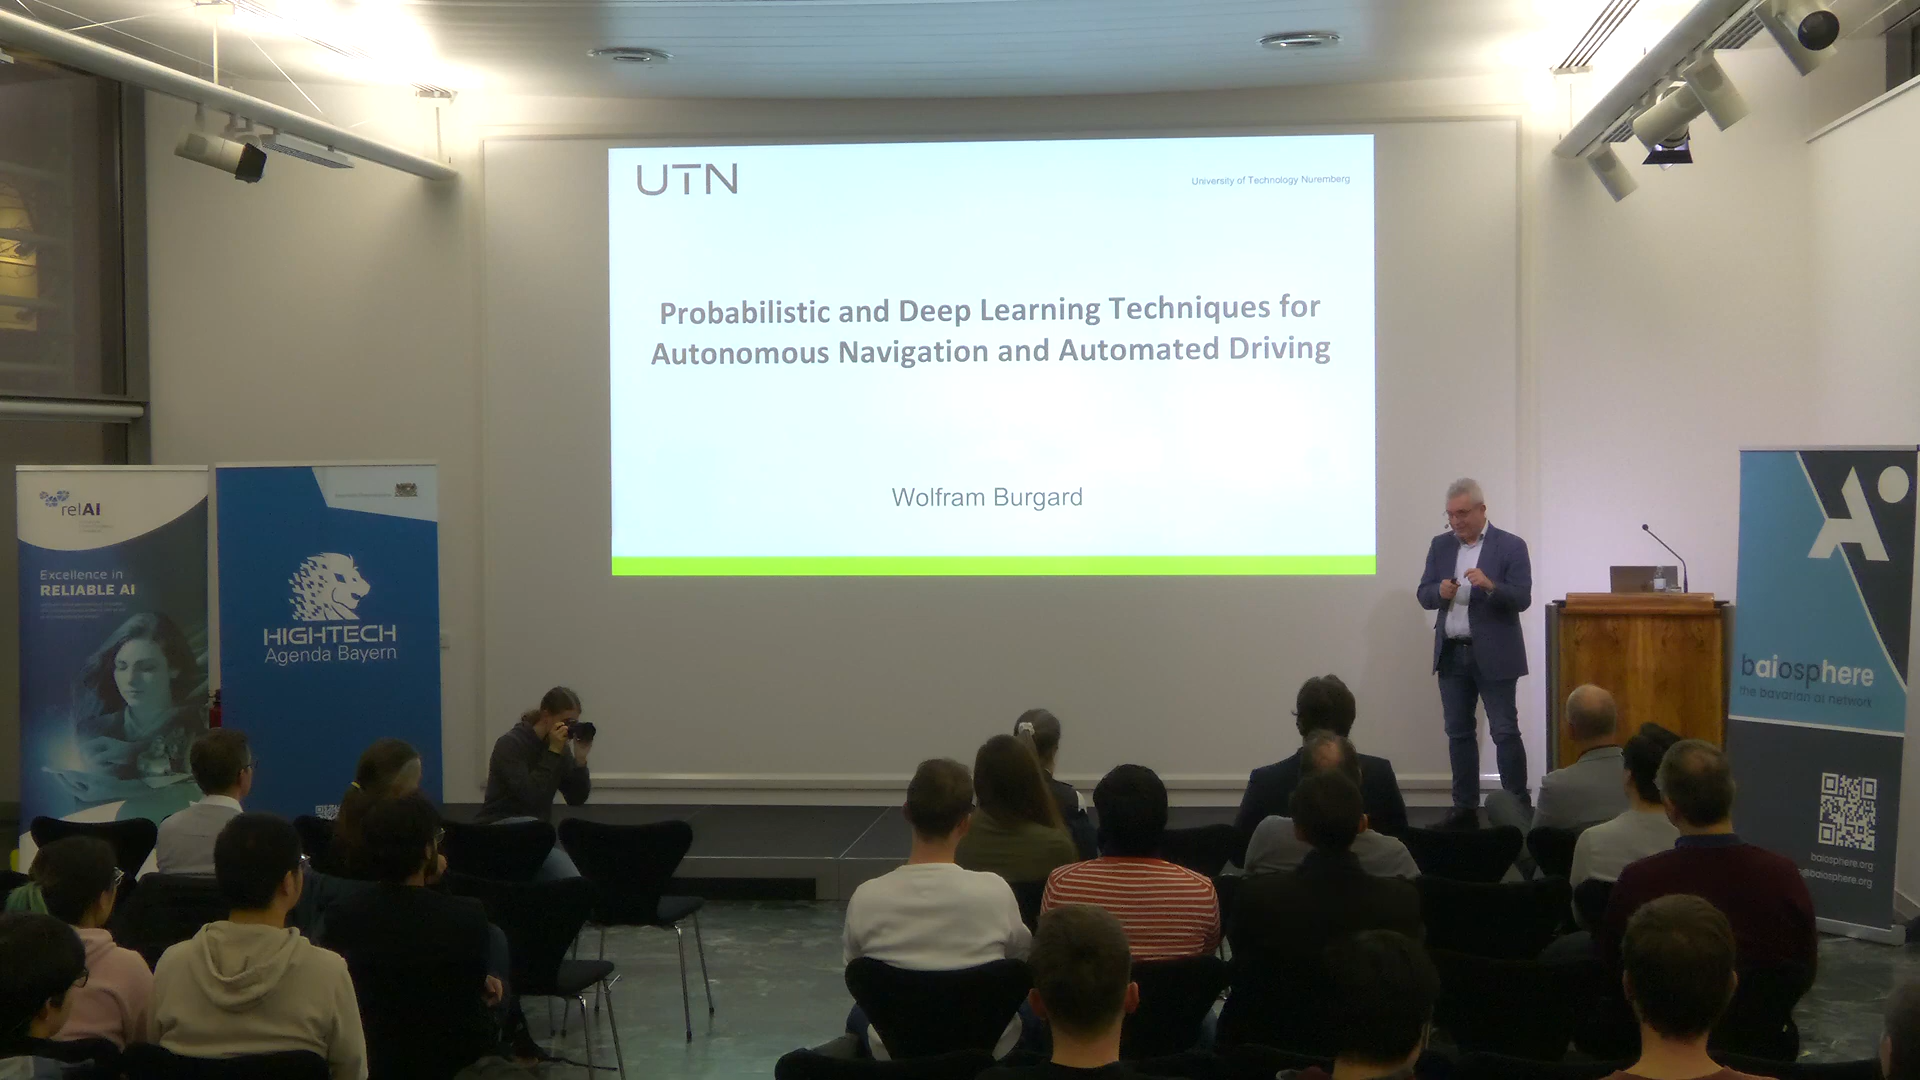 UTN
University of Technology Nuremberg
Probabilistic and Deep Learning Techniques for
Autonomous Navigation and Automated Driving
Wolfram Burgard
relAI
Excellence in
RELIABLE AI
HIGHTECH
Agenda Bayern
baiosphere
the bavarian ai network
baiosphere.org
@baiosphere.org